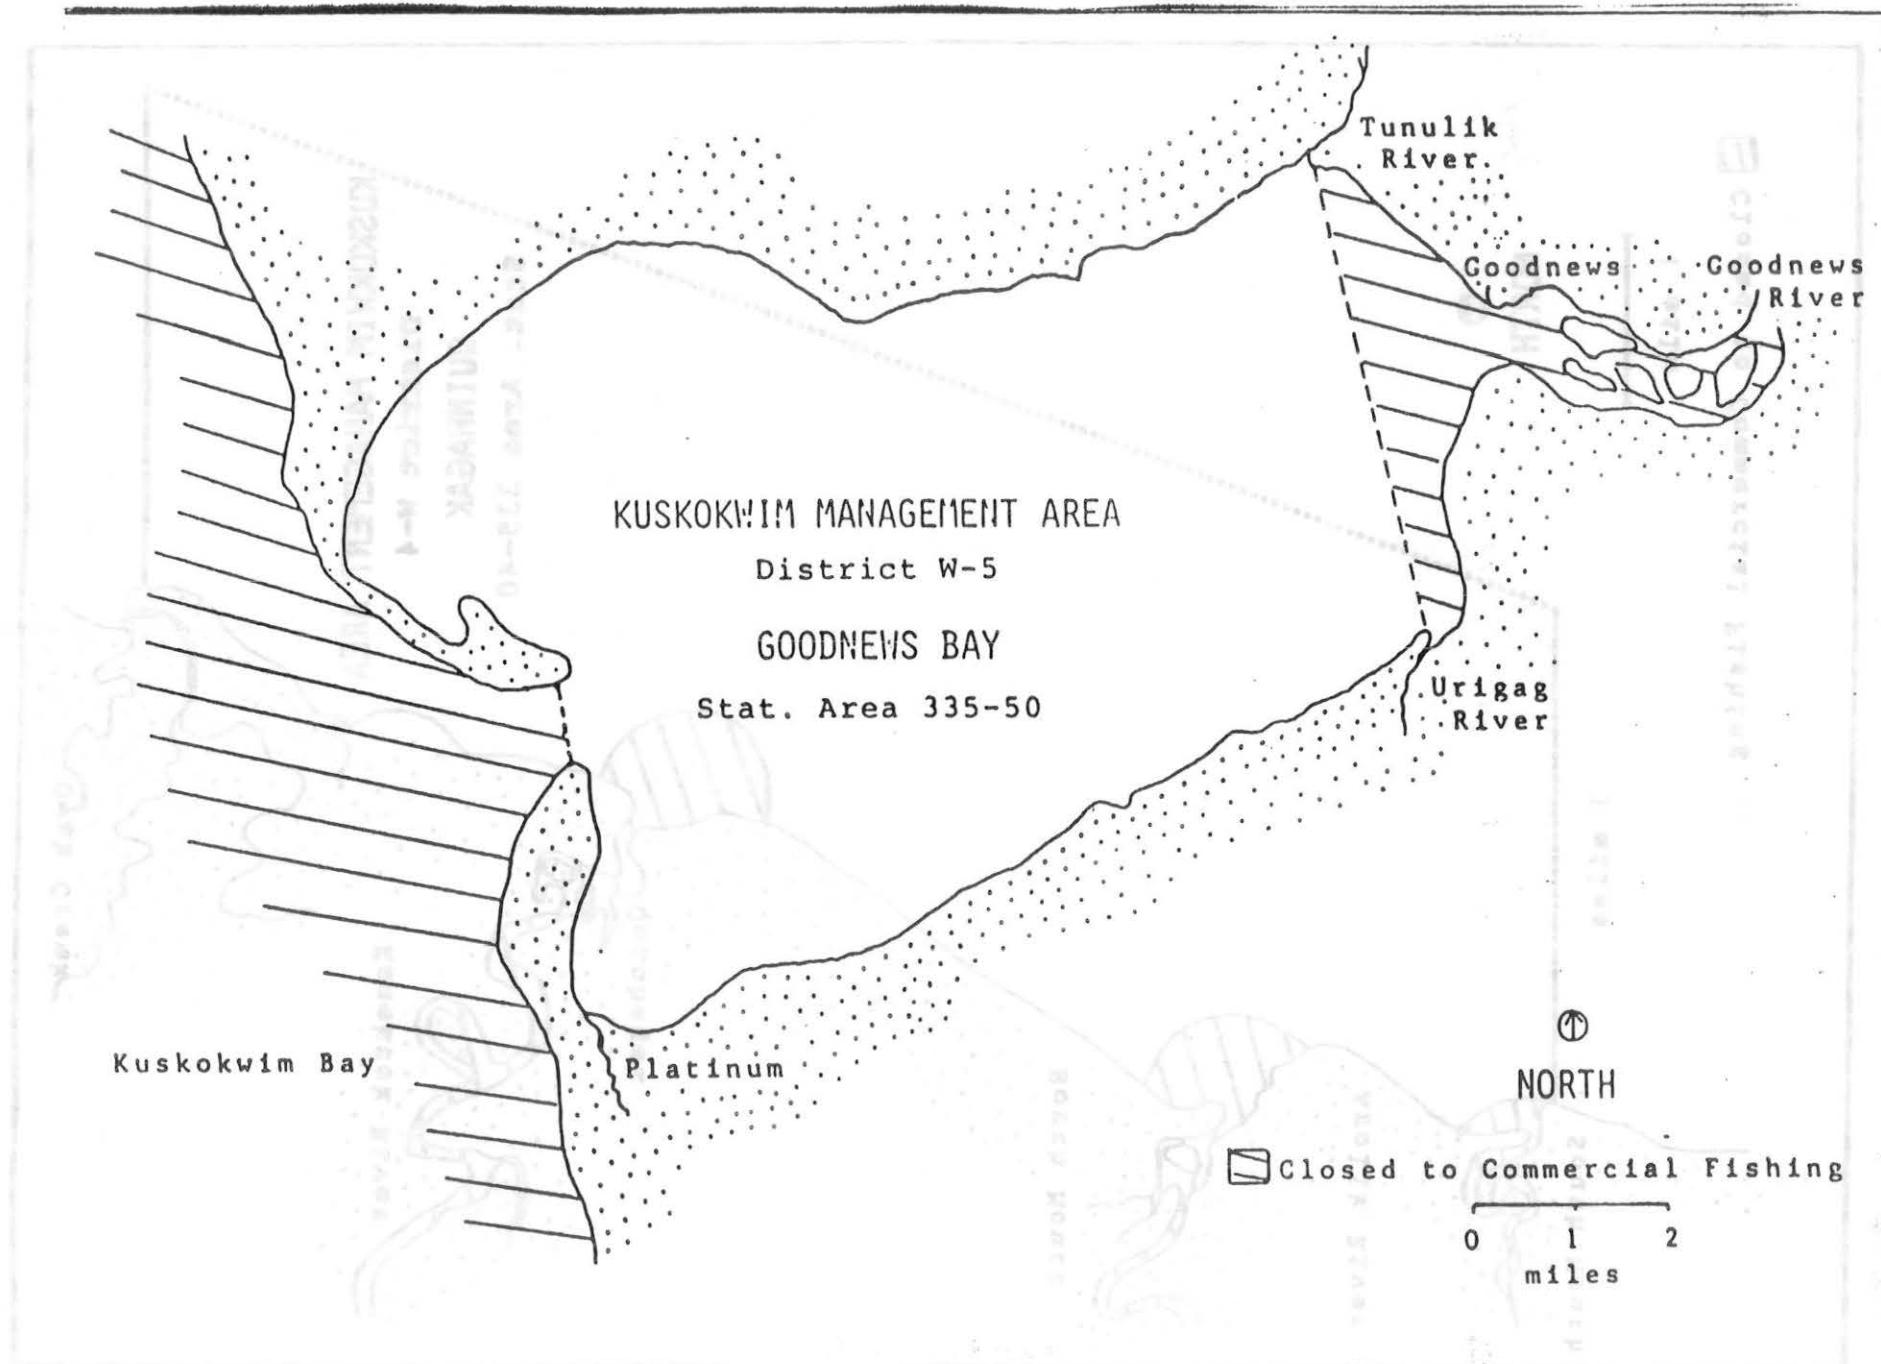 Tunulik
River.
Goodnews
Goodnews
River
KUSKOKWIM MANAGEMENT AREA
District W-5
GOODNEWS BAY
Stat. Area 335-50
Urigag
River
Kuskokwim Bay
Platinum
NORTH
Closed to Commercial Fishing
0 1 2
miles